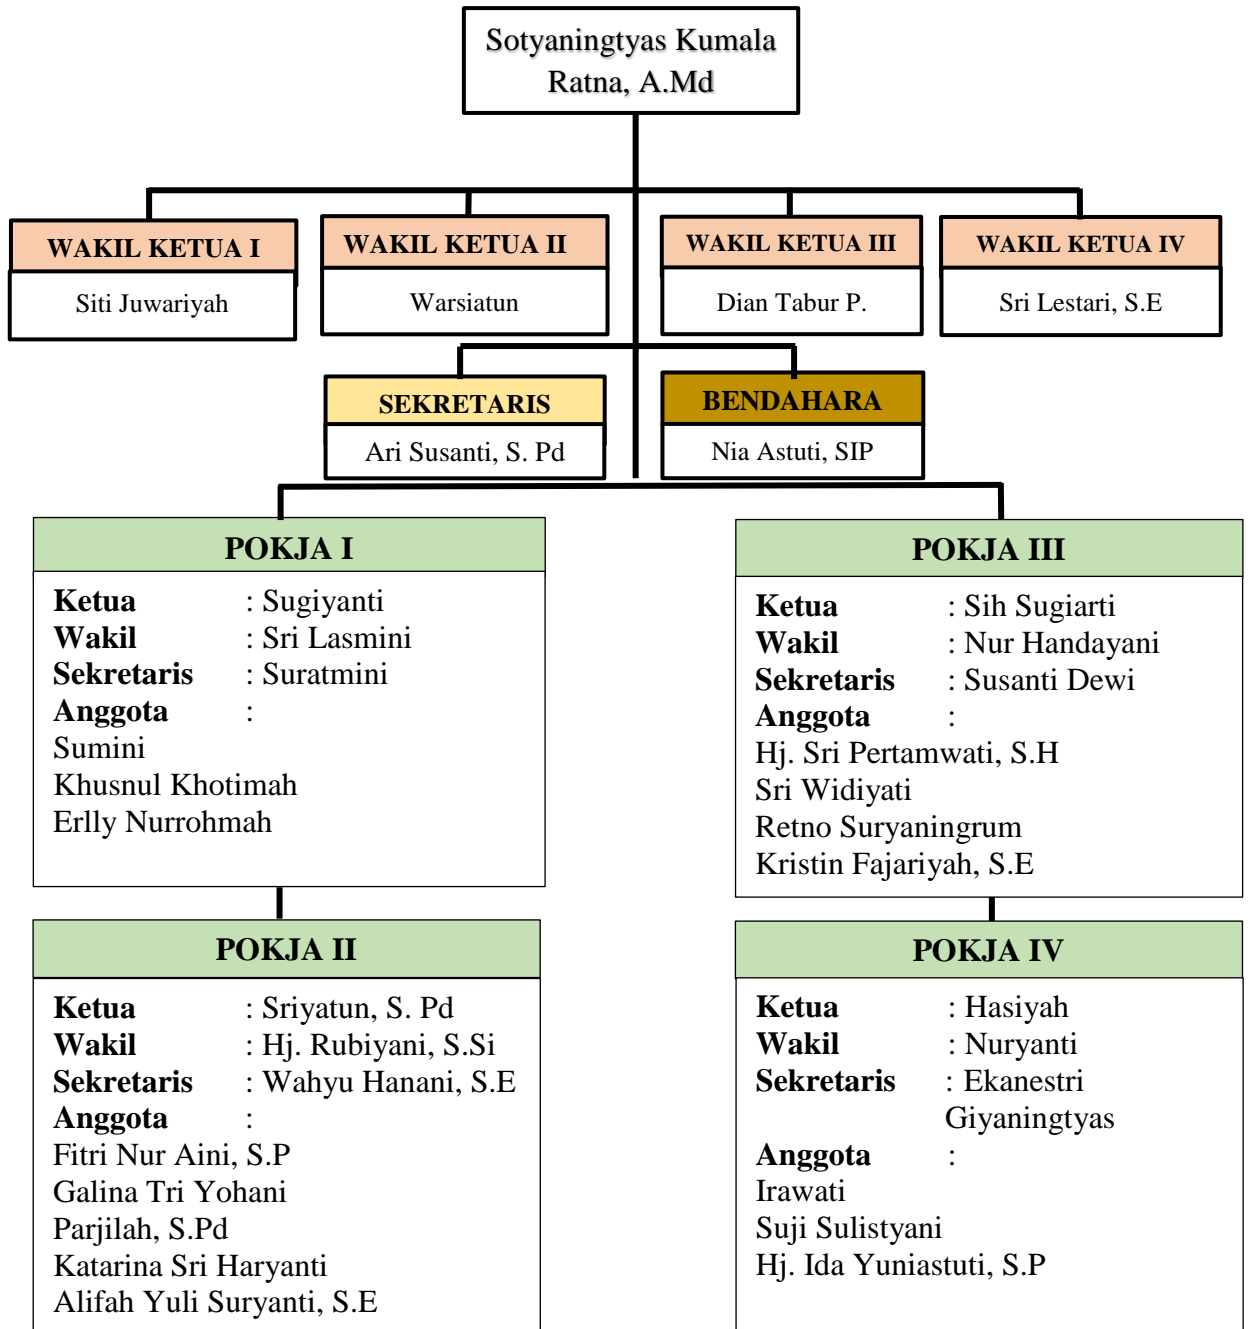 Sotyaningtyas Kumala
Ratna, A.Md
WAKIL KETUA I
Siti Juwariyah
WAKIL KETUA II
Warsiatun
WAKIL KETUA III
Dian Tabur P.
WAKIL KETUA IV
Sri Lestari, S.E
SEKRETARIS
Ari Susanti, S. Pd
BENDAHARA
Nia Astuti, SIP
POKJA I
Ketua : Sugiyanti
Wakil : Sri Lasmini
Sekretaris : Suratmini
Anggota :
Sumini
Khusnul Khotimah
Erlly Nurrohmah
POKJA II
Ketua : Sriyatun, S. Pd
Wakil : Hj. Rubiyani, S.Si
Sekretaris : Wahyu Hanani, S.E
Anggota :
Fitri Nur Aini, S.P
Galina Tri Yohani
Parjilah, S.Pd
Katarina Sri Haryanti
Alifah Yuli Suryanti, S.E
POKJA III
Ketua : Sih Sugiarti
Wakil : Nur Handayani
Sekretaris : Susanti Dewi
Anggota :
Hj. Sri Pertamwati, S.H
Sri Widiyati
Retno Suryaningrum
Kristin Fajariyah, S.E
POKJA IV
Ketua : Hasiyah
Wakil : Nuryanti
Sekretaris : Ekanestri
Giyaningtyas
Anggota :
Irawati
Suji Sulistyani
Hj. Ida Yuniastuti, S.P